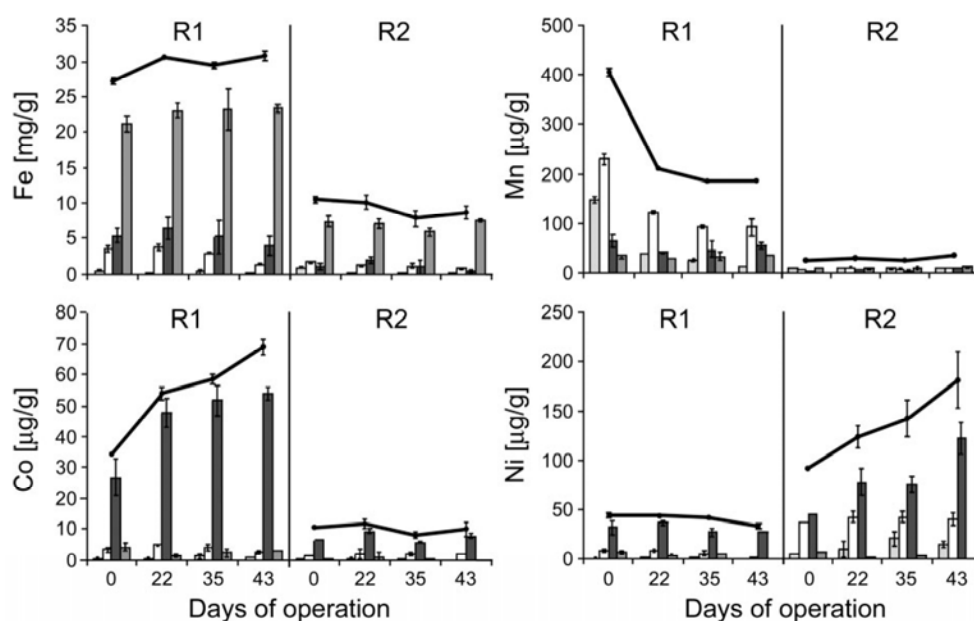 R1
R2
Fe [mg/g]
35
30
25
20
15
10
5
0
R1
R2
Mn [µg/g]
500
400
300
200
100
0
R1
R2
Co [µg/g]
80
70
60
50
40
30
20
10
0
0 22 35 43 0 22 35 43
Days of operation
R1
R2
Ni [µg/g]
250
200
150
100
50
0
0 22 35 43 0 22 35 43
Days of operation